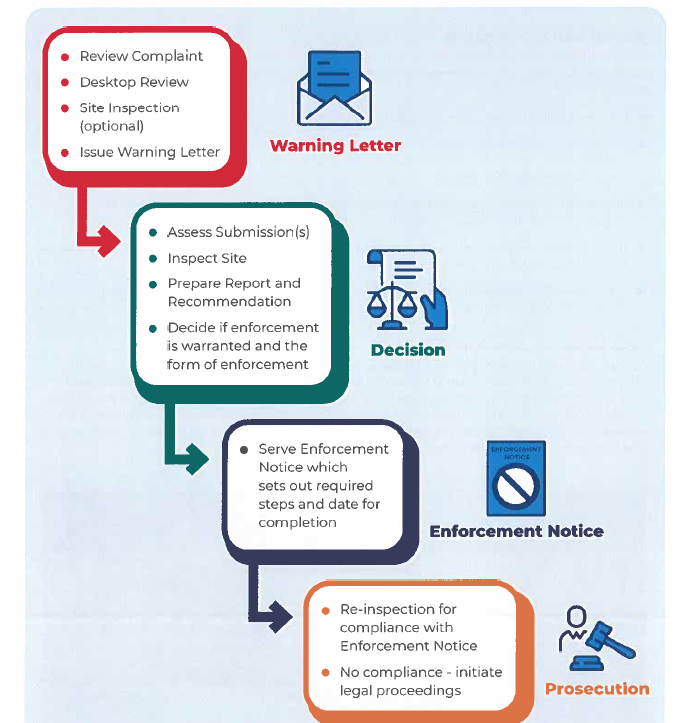 Review Complaint
Desktop Review
Site Inspection
(optional)
Issue Warning Letter
Warning Letter
Assess Submission(s)
Inspect Site
Prepare Report and
Recommendation
Decide if enforcement
is warranted and the
form of enforcement
Decision
Serve Enforcement
Notice which
sets out required
steps and date for
completion
ENFORCEMENT
NOTICE
Enforcement Notice
Re-inspection for
compliance with
Enforcement Notice
No compliance - initiate
legal proceedings
Prosecution